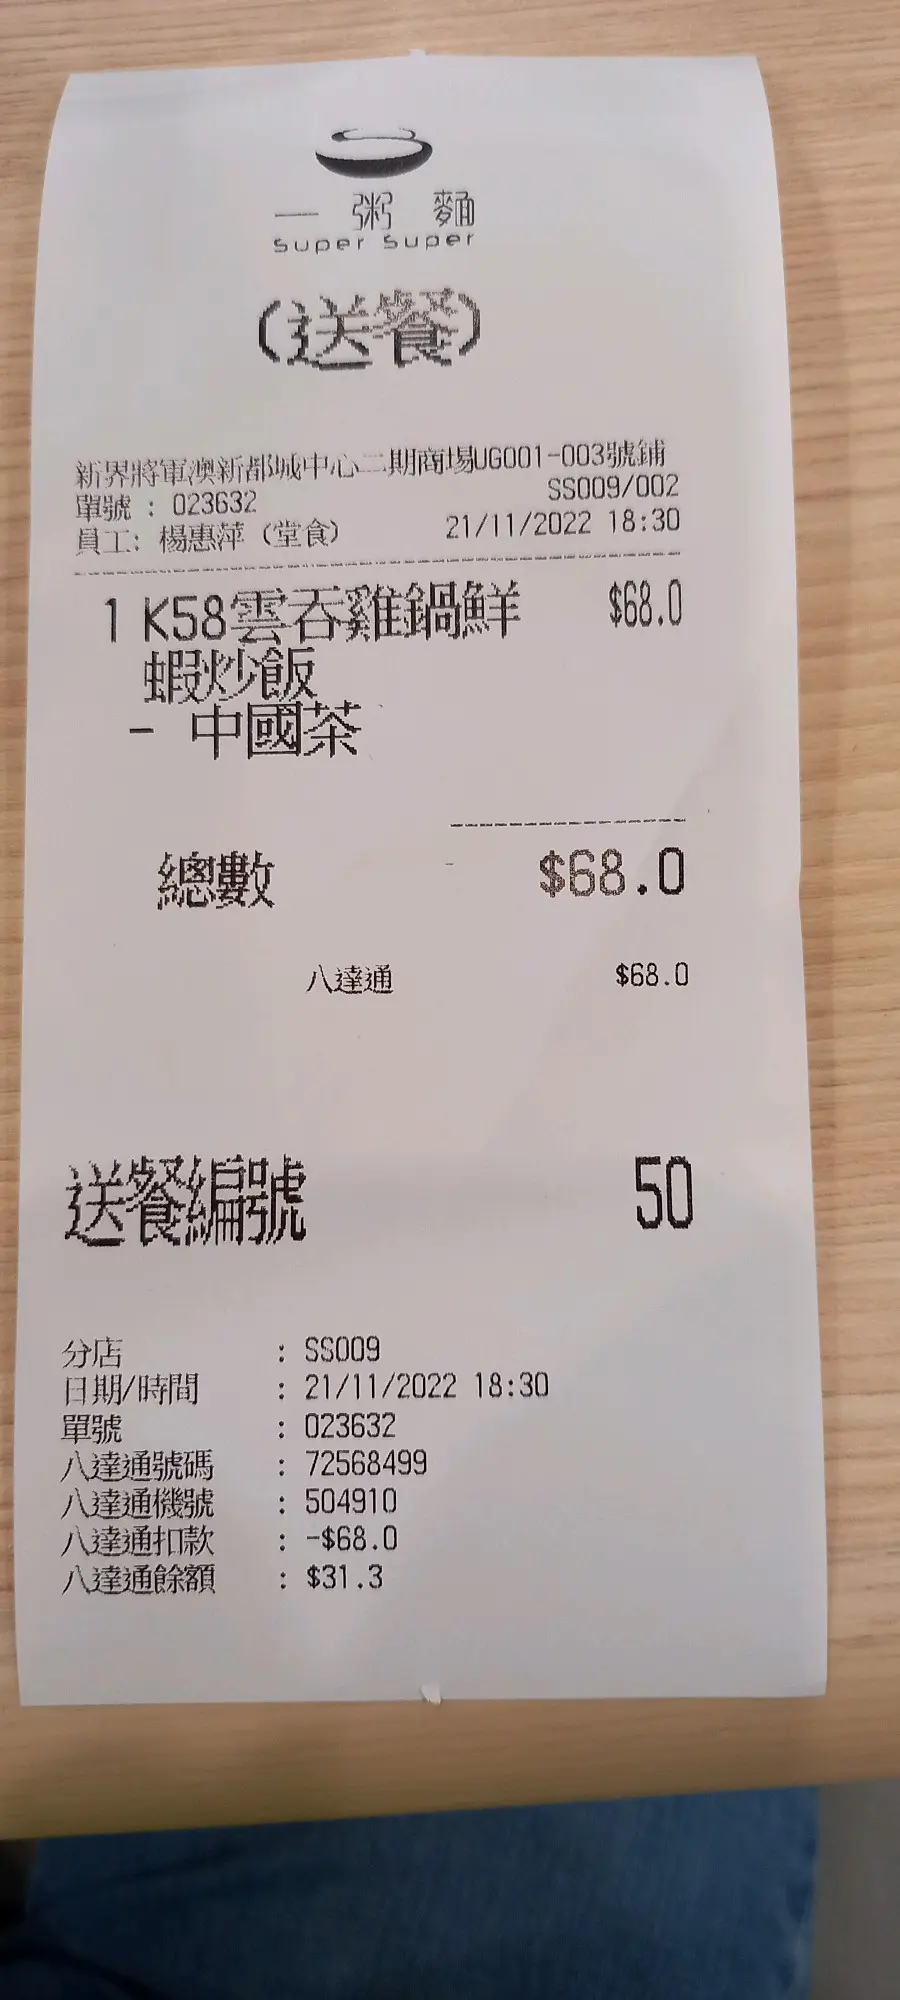 一 粥 麵
Super Super
(送餐)
新界將軍澳新都城中心二期商場UG001-003號鋪
單號 : 023632 SS009/002
員工: 楊惠萍 (堂食) 21/11/2022 18:30
1 K58雲吞雞鍋鮮 $68.0
蝦炒飯
- 中國茶
總數 $68.0
八達通 $68.0
送餐編號 50
分店 : SS009
日期/時間 : 21/11/2022 18:30
單號 : 023632
八達通號碼 : 72568499
八達通機號 : 504910
八達通扣款 : -$68.0
八達通餘額 : $31.3